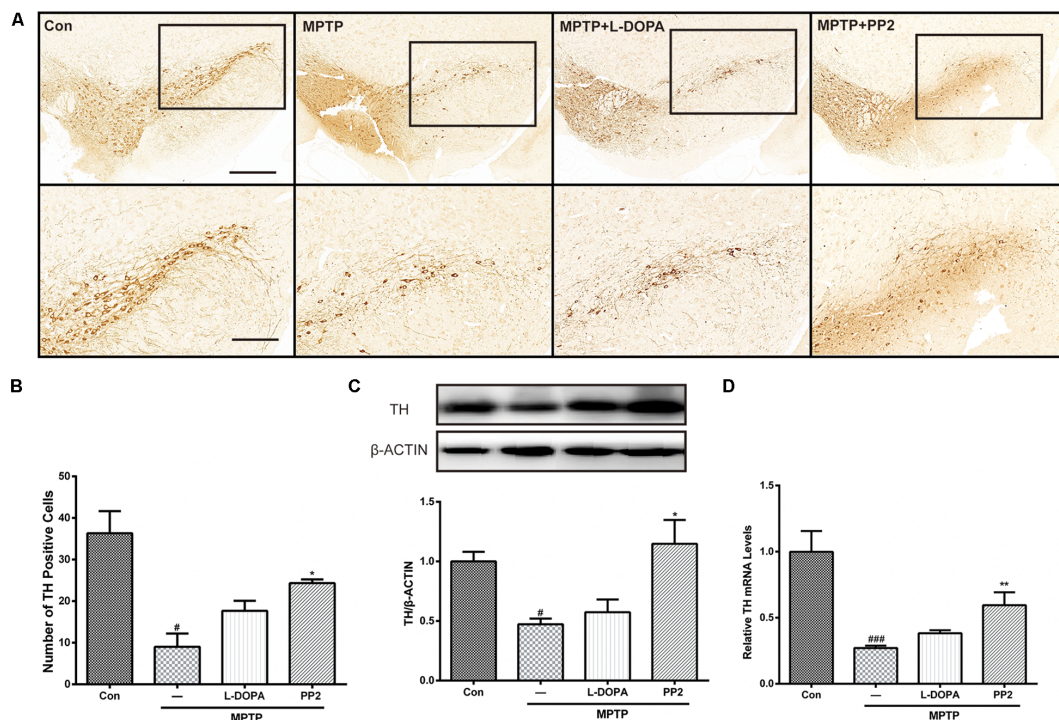 A
Con
MPTP
MPTP+L-DOPA
MPTP+PP2
B
C
D
TH
β-ACTIN
Number of TH Positive Cells
50
40
30
20
10
0
#
*
Con
—
L-DOPA
PP2
MPTP
TH/β-ACTIN
1.5
1.0
0.5
0.0
#
*
Con
—
L-DOPA
PP2
MPTP
Relative TH mRNA Levels
1.5
1.0
0.5
0.0
###
**
Con
—
L-DOPA
PP2
MPTP